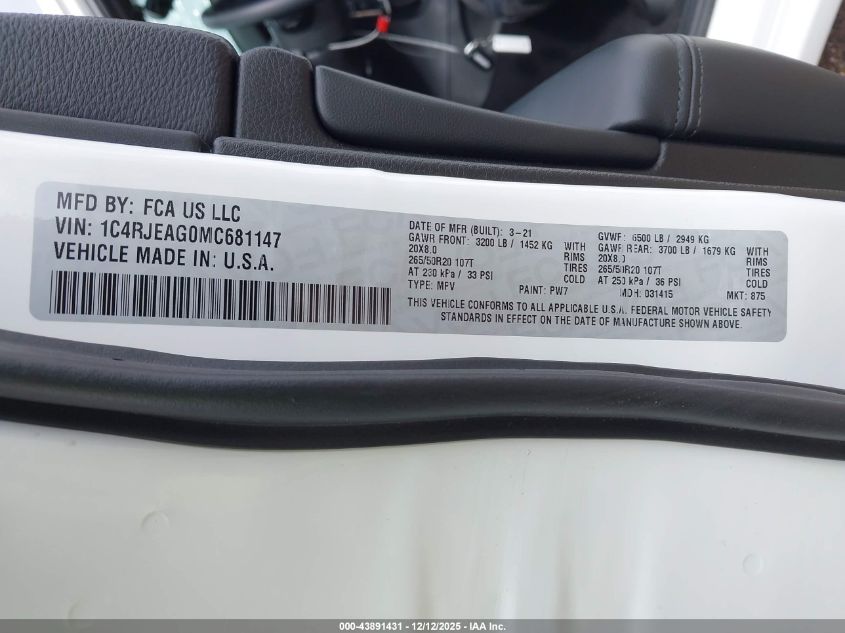 MFD BY: FCA US LLC
VIN: 1C4RJEAG0MC681147
VEHICLE MADE IN: U.S.A.
DATE OF MFR (BUILT): 3-21
GAWR FRONT: 3200 LB / 1452 KG WITH
20X8.0 RIMS
265/50R20 107T TIRES
AT 230 kPa / 33 PSI COLD
TYPE: MPV PAINT: PW7
GVWR: 6500 LB / 2949 KG
GAWR REAR: 3700 LB / 1679 KG WITH
20X8.0 RIMS
265/50R20 107T TIRES
AT 250 kPa / 36 PSI COLD
MDH: 031415 MKT: 875
THIS VEHICLE CONFORMS TO ALL APPLICABLE U.S.A. FEDERAL MOTOR VEHICLE SAFETY
STANDARDS IN EFFECT ON THE DATE OF MANUFACTURE SHOWN ABOVE.
000-43891431 - 12/12/2025 - IAA Inc.